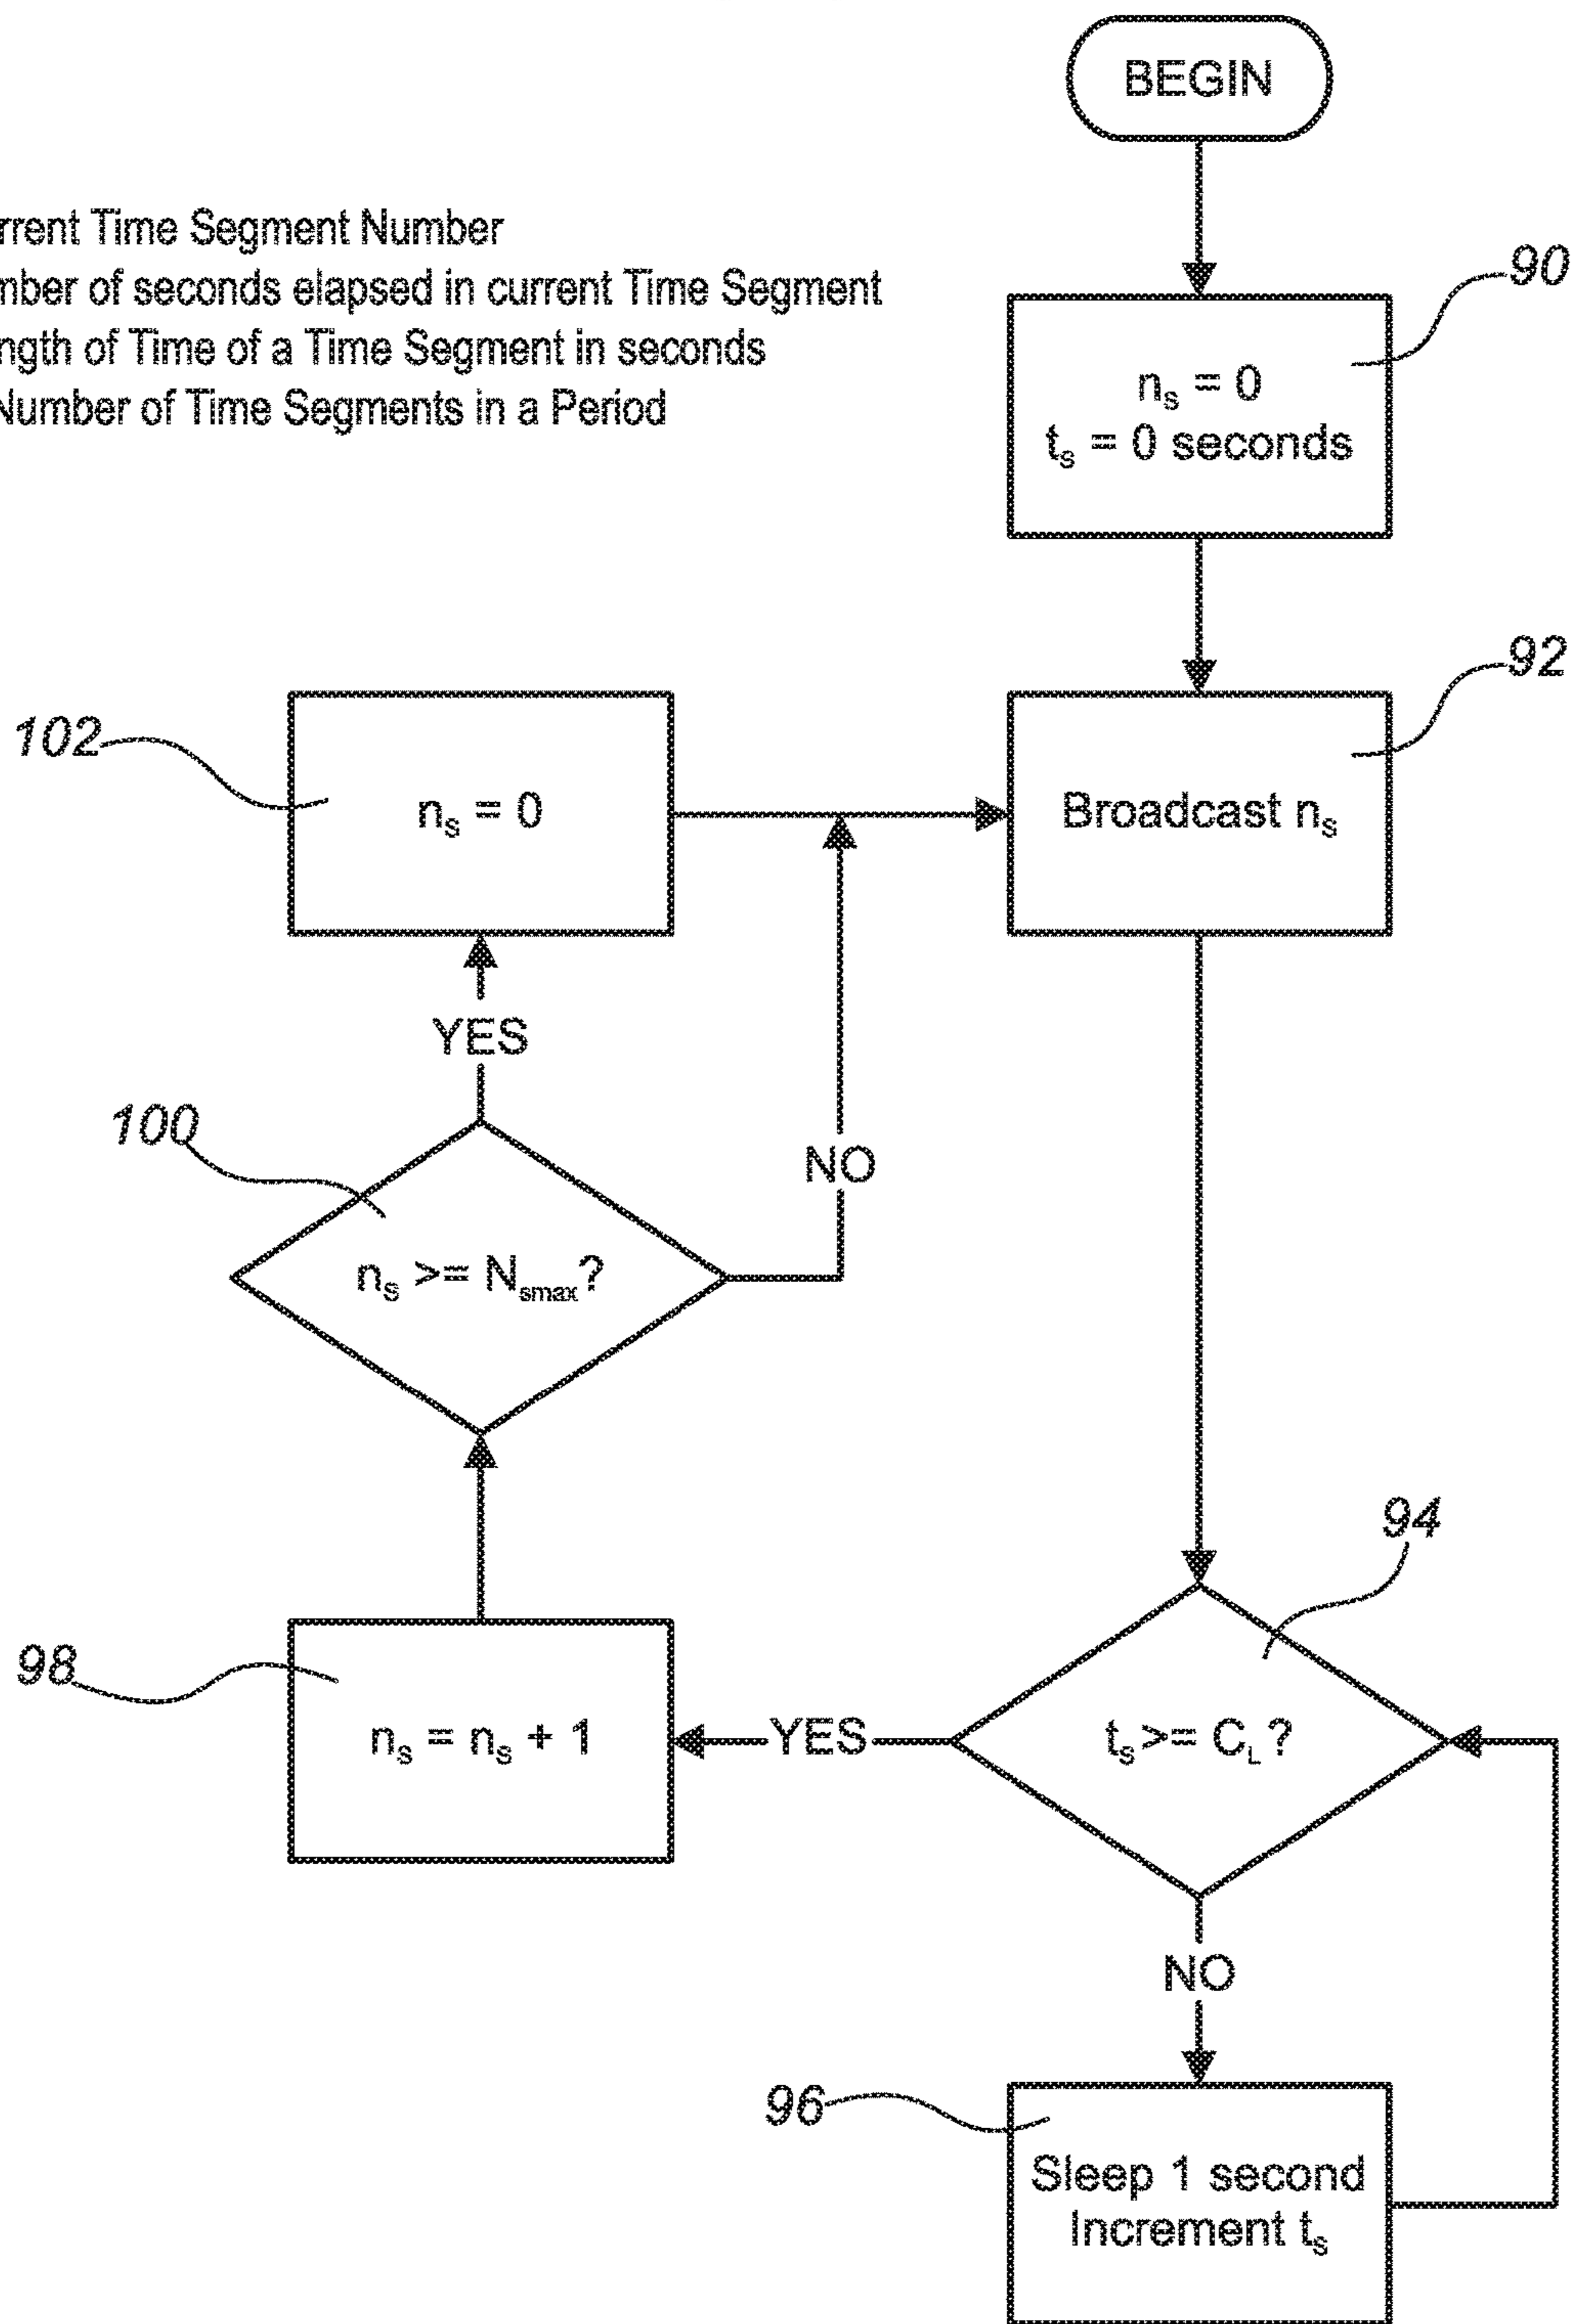 BEGIN
rrent Time Segment Number
mber of seconds elapsed in current Time Segment
ngth of Time of a Time Segment in seconds
Number of Time Segments in a Period
90
nₛ = 0
tₛ = 0 seconds
92
102
nₛ = 0
Broadcast nₛ
YES
100
NO
nₛ >= Nₛₘₐₓ?
94
98
nₛ = nₛ + 1
YES
tₛ >= C_L?
NO
96
Sleep 1 second
Increment tₛ